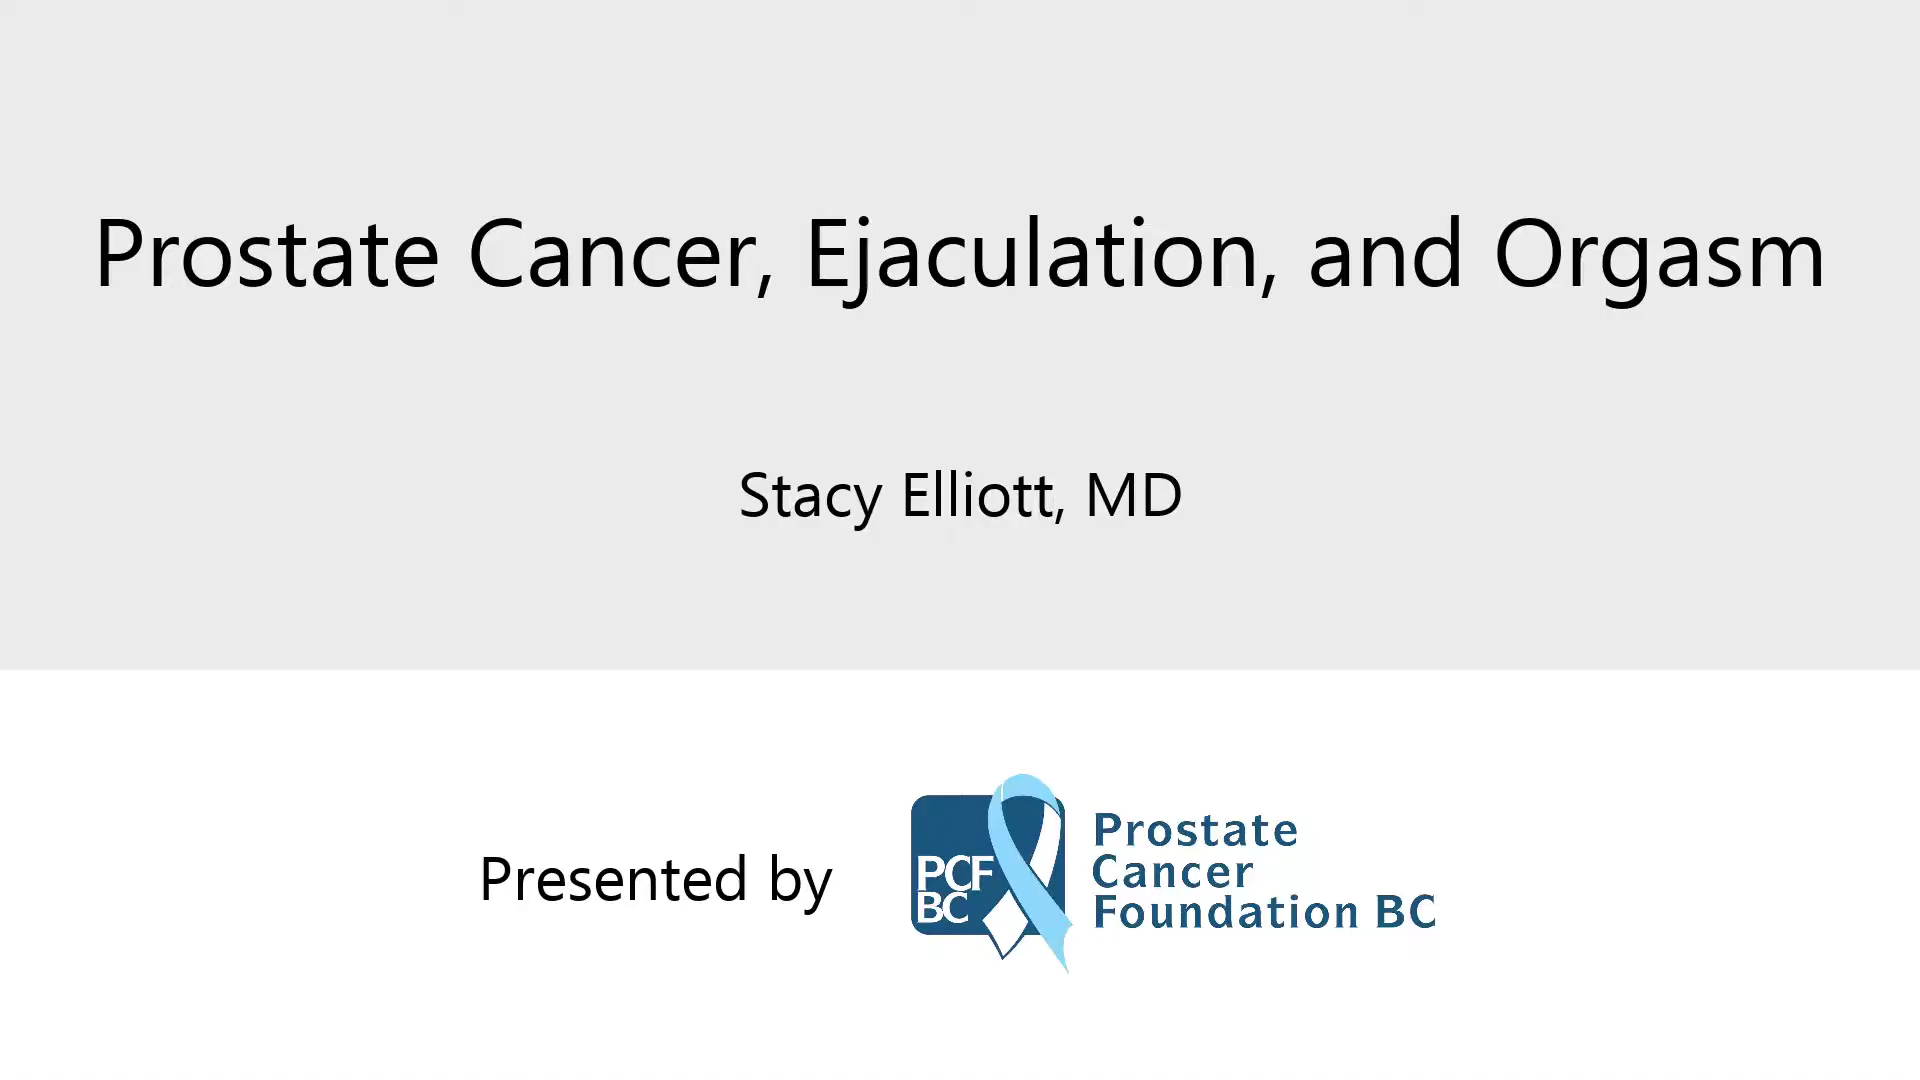 Prostate Cancer, Ejaculation, and Orgasm
Stacy Elliott, MD
Presented by
PCF
BC
Prostate
Cancer
Foundation BC